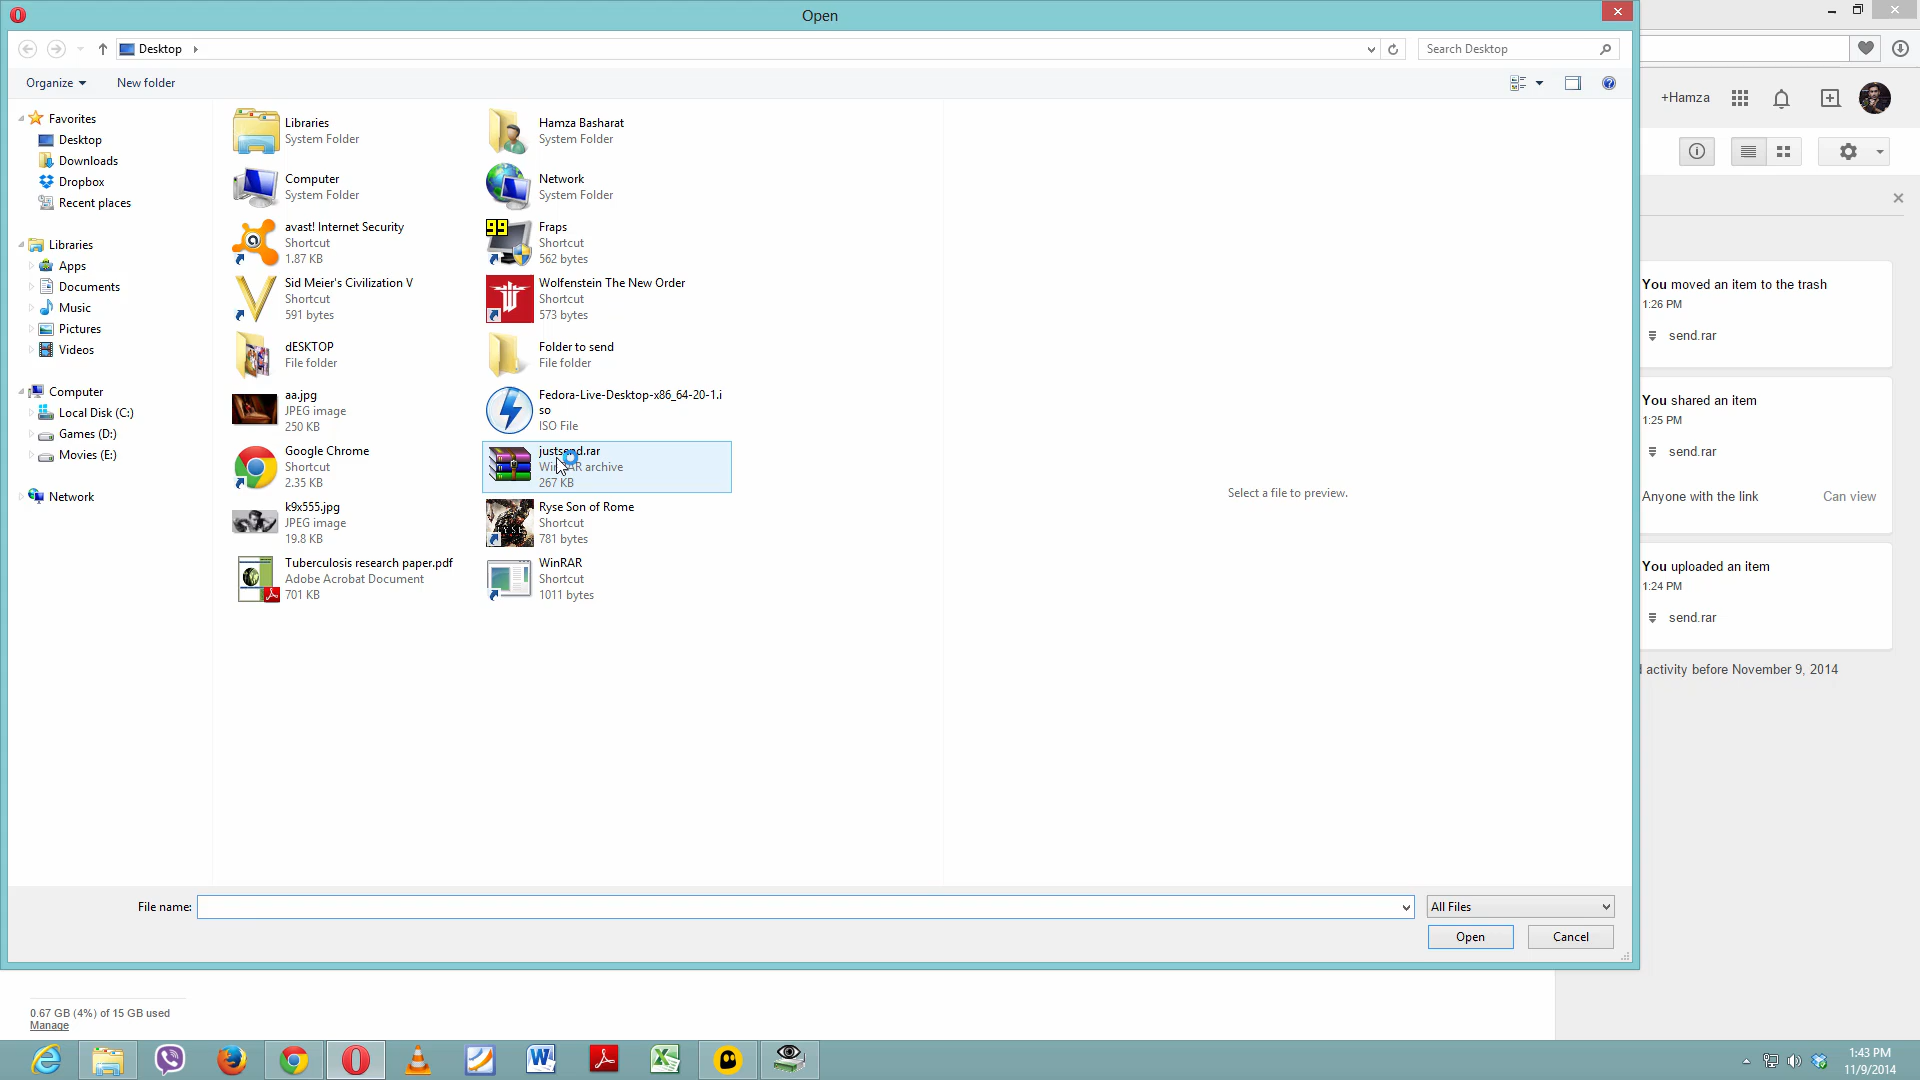 Open
Desktop
Search Desktop
Organize
New folder
Favorites
Desktop
Downloads
Dropbox
Recent places
Libraries
Apps
Documents
Music
Pictures
Videos
Computer
Local Disk (C:)
Games (D:)
Movies (E:)
Network
Libraries
System Folder
Hamza Basharat
System Folder
Computer
System Folder
Network
System Folder
avast! Internet Security
Shortcut
1.87 KB
99
Fraps
Shortcut
562 bytes
Sid Meier's Civilization V
Shortcut
591 bytes
Wolfenstein The New Order
Shortcut
573 bytes
dESKTOP
File folder
Folder to send
File folder
aa.jpg
JPEG image
250 KB
Fedora-Live-Desktop-x86_64-20-1.i
so
ISO File
Google Chrome
Shortcut
2.35 KB
justsend.rar
WinRAR archive
267 KB
k9x555.jpg
JPEG image
19.8 KB
Ryse Son of Rome
Shortcut
781 bytes
Tuberculosis research paper.pdf
Adobe Acrobat Document
701 KB
WinRAR
Shortcut
1011 bytes
Select a file to preview.
File name:
All Files
Open
Cancel
+Hamza
You moved an item to the trash
1:26 PM
send.rar
You shared an item
1:25 PM
send.rar
Anyone with the link
Can view
You uploaded an item
1:24 PM
send.rar
activity before November 9, 2014
0.67 GB (4%) of 15 GB used
Manage
1:43 PM
11/9/2014